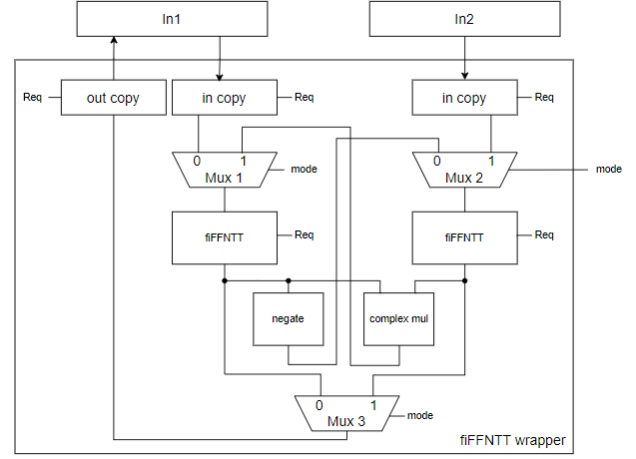 In1
In2
Req
out copy
in copy
Req
in copy
Req
0
1
Mux 1
mode
0
1
Mux 2
mode
fiFFNTT
Req
fiFFNTT
Req
negate
complex mul
0
1
Mux 3
mode
fiFFNTT wrapper